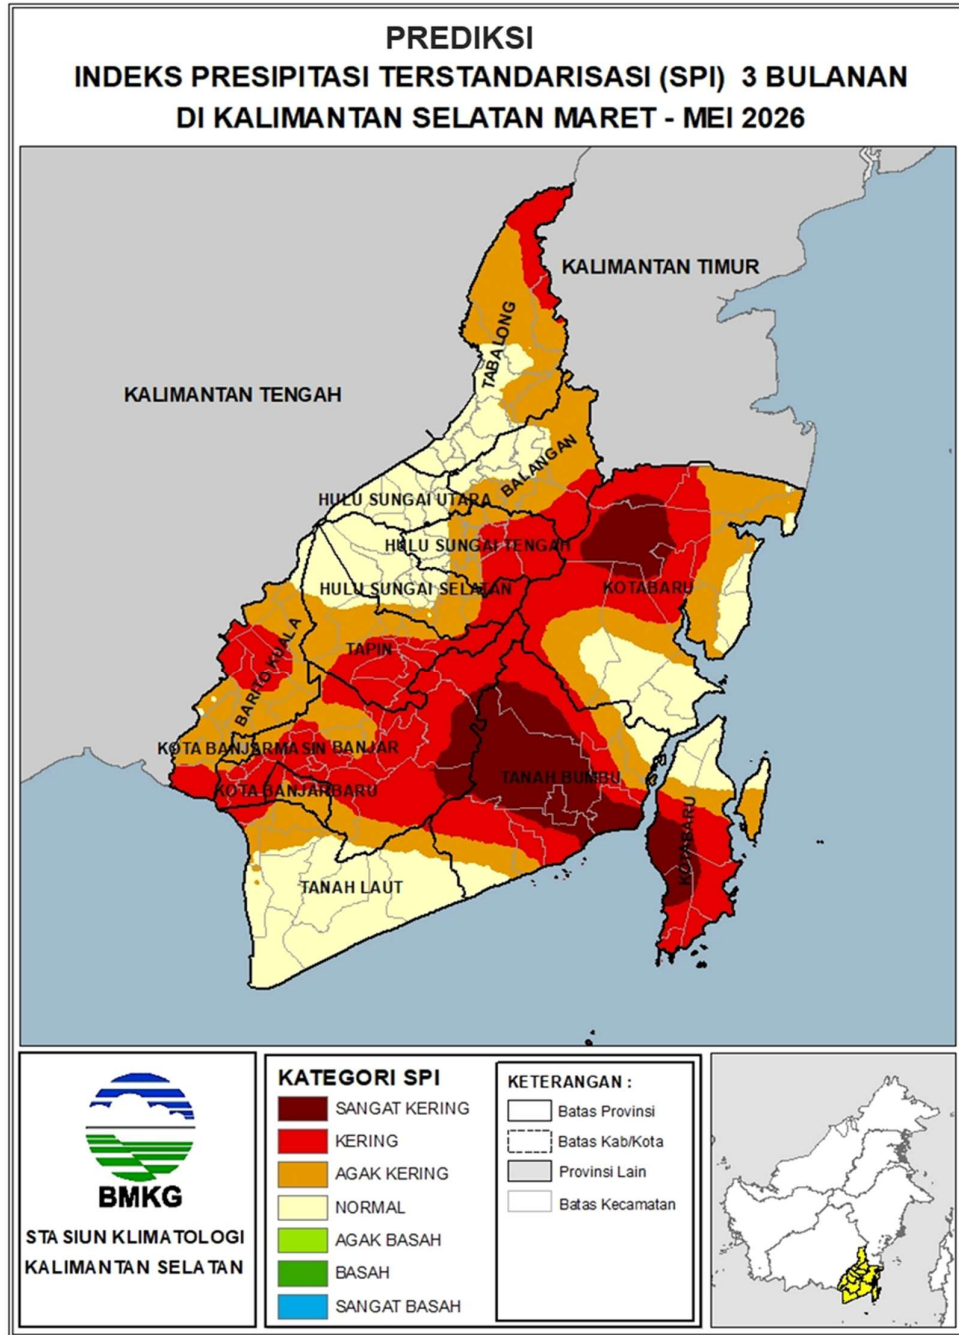 PREDIKSI
INDEKS PRESIPITASI TERSTANDARISASI (SPI) 3 BULANAN
DI KALIMANTAN SELATAN MARET - MEI 2026
KALIMANTAN TIMUR
TABALONG
KALIMANTAN TENGAH
BALANGAN
HULU SUNGAI UTARA
HULU SUNGAI TENGAH
HULU SUNGAI SELATAN
KOTABARU
TAPIN
BARITO KUALA
KOTA BANJARMASIN
BANJAR
TANAH BUMBU
KOTA BANJARBARU
KOTABARU
TANAH LAUT
BMKG
STASIUN KLIMATOLOGI
KALIMANTAN SELATAN
KATEGORI SPI
SANGAT KERING
KERING
AGAK KERING
NORMAL
AGAK BASAH
BASAH
SANGAT BASAH
KETERANGAN :
Batas Provinsi
Batas Kab/Kota
Provinsi Lain
Batas Kecamatan